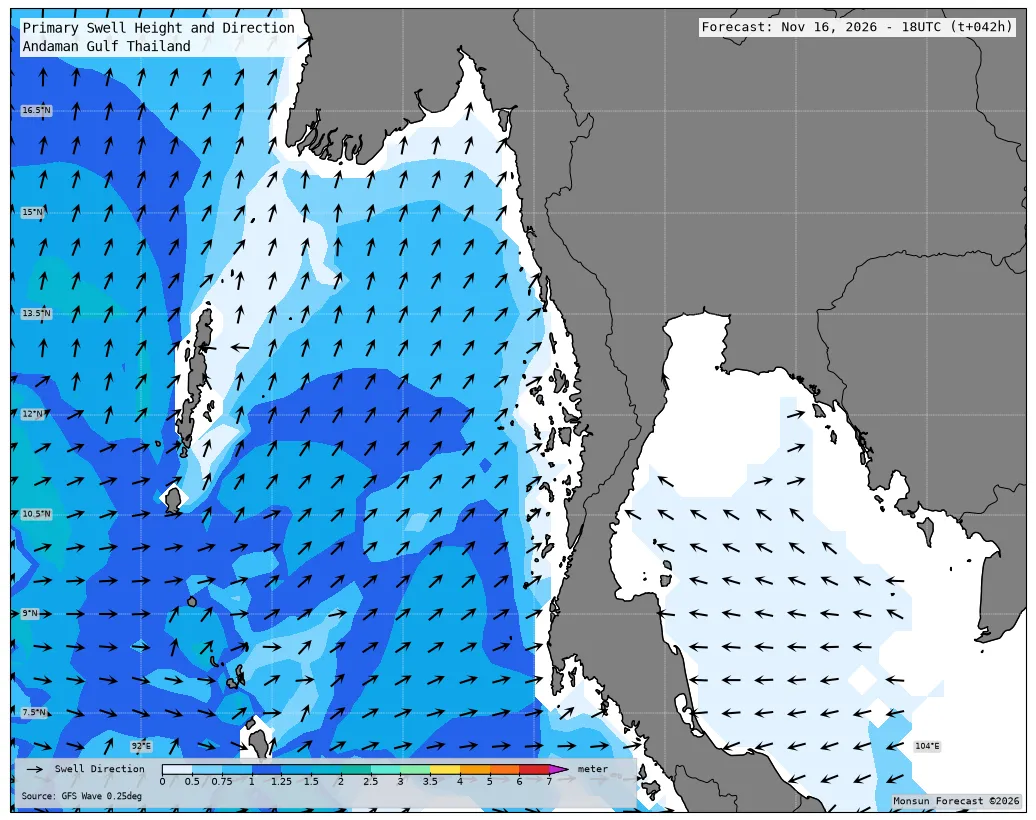 Primary Swell Height and Direction
Andaman Gulf Thailand
Forecast: Nov 16, 2026 - 18UTC (t+042h)
16.5°N
15°N
13.5°N
12°N
10.5°N
9°N
7.5°N
92°E
104°E
Swell Direction
meter
0 0.5 0.75 1.25 1.5 2 2.5 3 3.5 4 5 6 7
Source: GFS Wave 0.25deg
Monsun Forecast ©2026